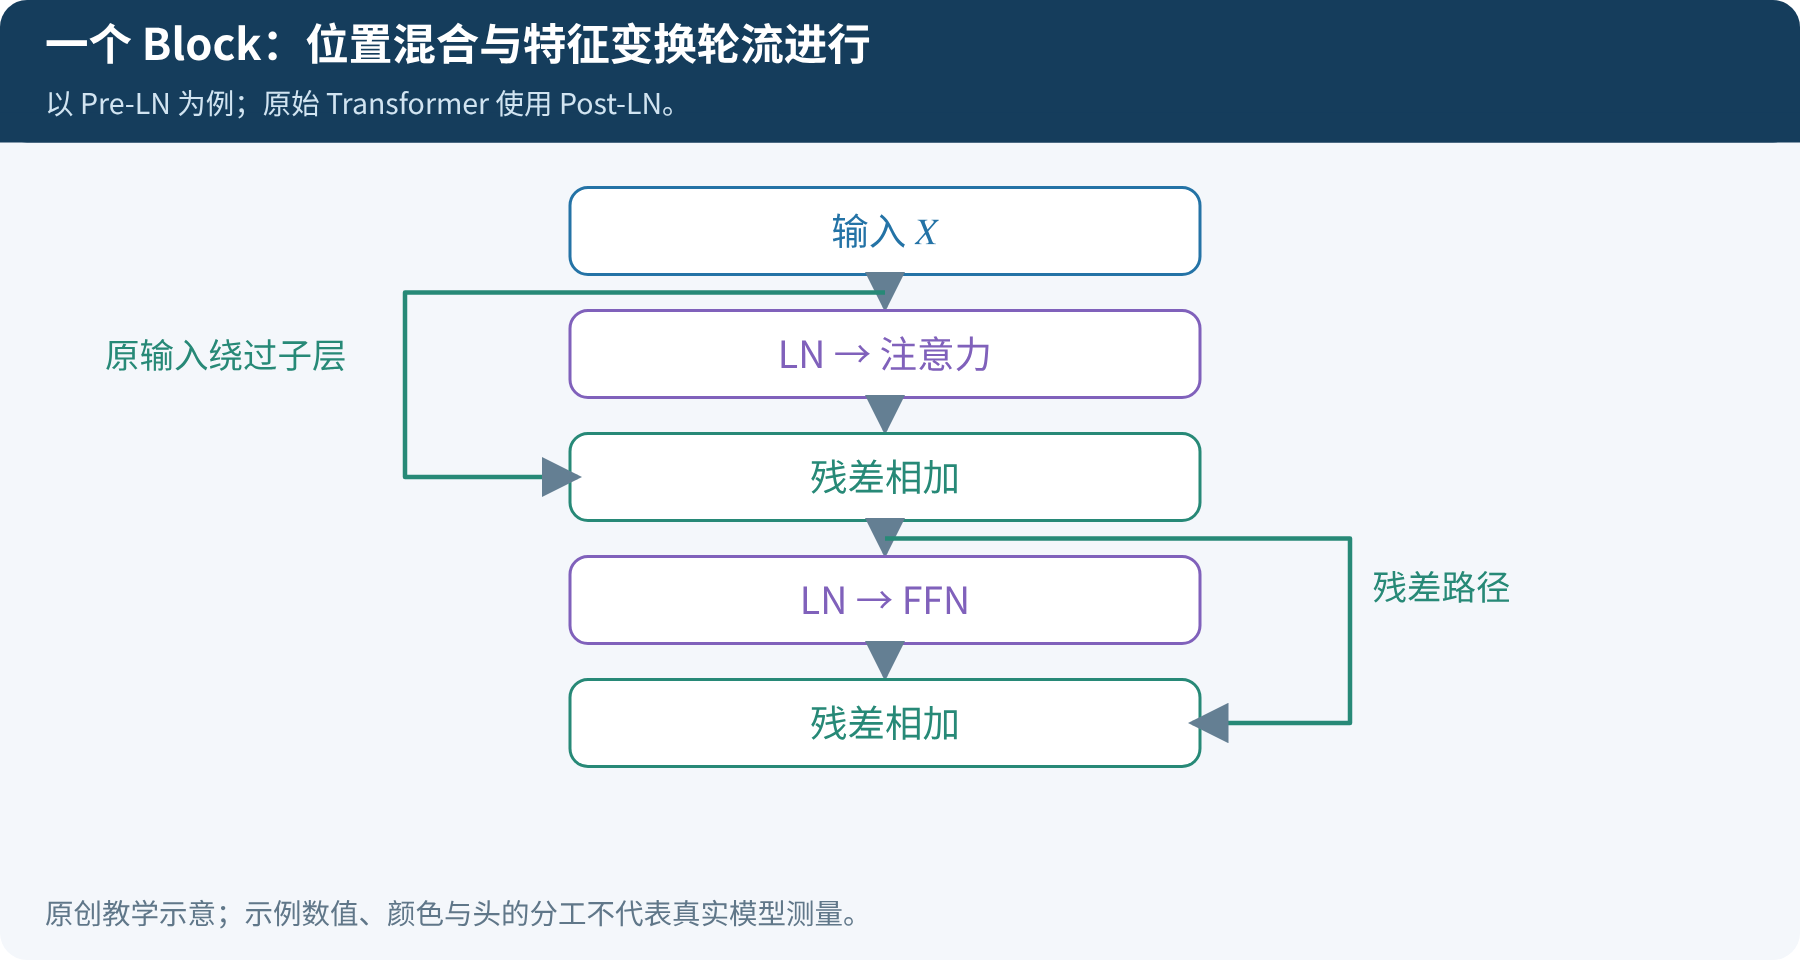 一个 Block：位置混合与特征变换轮流进行
以 Pre-LN 为例；原始 Transformer 使用 Post-LN。
输入 X
原输入绕过子层
LN → 注意力
残差相加
残差路径
LN → FFN
残差相加
原创教学示意；示例数值、颜色与头的分工不代表真实模型测量。